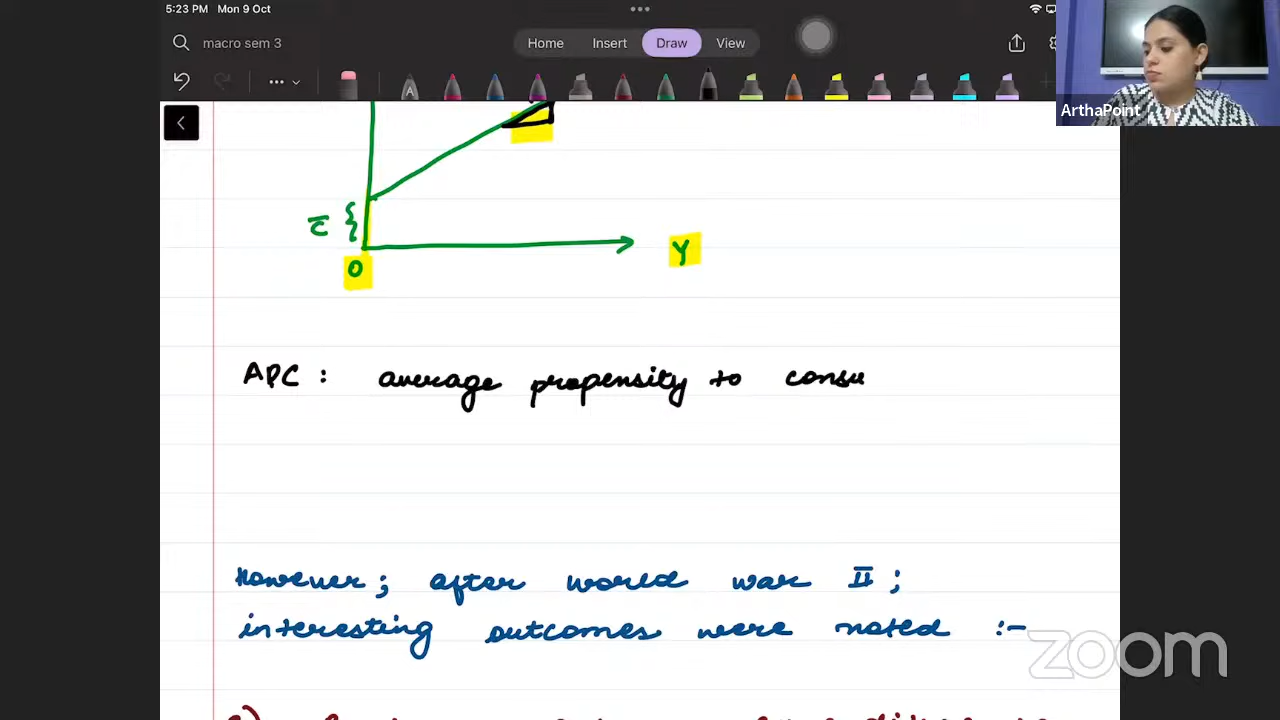 5:23 PM Mon 9 Oct
macro sem 3
Home Insert Draw View
A
ArthaPoint
c̄ {
O
Y
APC : average propensity to consu
However ; after world war II ;
interesting outcomes were noted :-
zoom